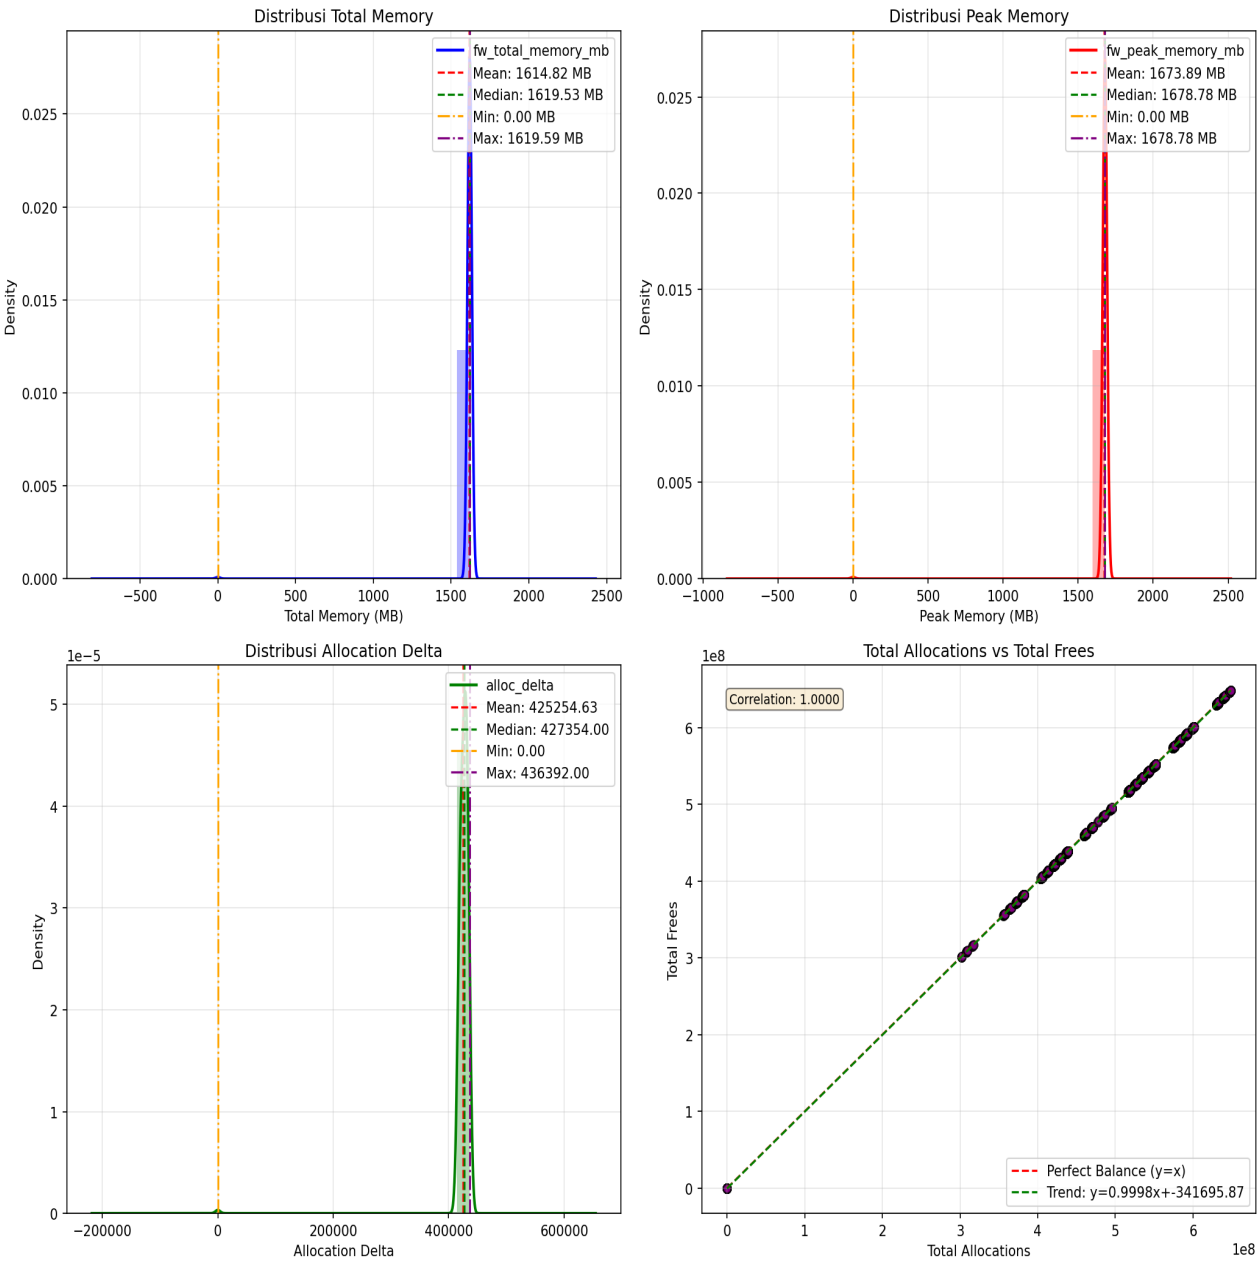 Distribusi Total Memory
Density
0.025
0.020
0.015
0.010
0.005
0.000
fw_total_memory_mb
Mean: 1614.82 MB
Median: 1619.53 MB
Min: 0.00 MB
Max: 1619.59 MB
−500
0
500
1000
1500
2000
2500
Total Memory (MB)
Distribusi Peak Memory
Density
0.025
0.020
0.015
0.010
0.005
0.000
fw_peak_memory_mb
Mean: 1673.89 MB
Median: 1678.78 MB
Min: 0.00 MB
Max: 1678.78 MB
−1000
−500
0
500
1000
1500
2000
2500
Peak Memory (MB)
Distribusi Allocation Delta
1e−5
Density
5
4
3
2
1
0
alloc_delta
Mean: 425254.63
Median: 427354.00
Min: 0.00
Max: 436392.00
−200000
0
200000
400000
600000
Allocation Delta
Total Allocations vs Total Frees
1e8
Total Frees
6
5
4
3
2
1
0
Correlation: 1.0000
Perfect Balance (y=x)
Trend: y=0.9998x+-341695.87
0
1
2
3
4
5
6
1e8
Total Allocations